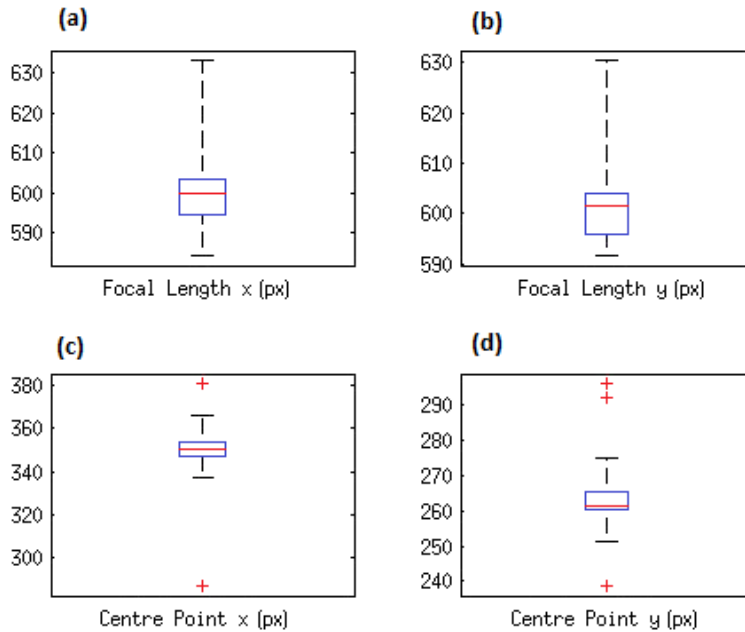 (a)
630
620
610
600
590
Focal Length x (px)
(b)
630
620
610
600
590
Focal Length y (px)
(c)
380
360
340
320
300
Centre Point x (px)
(d)
290
280
270
260
250
240
Centre Point y (px)